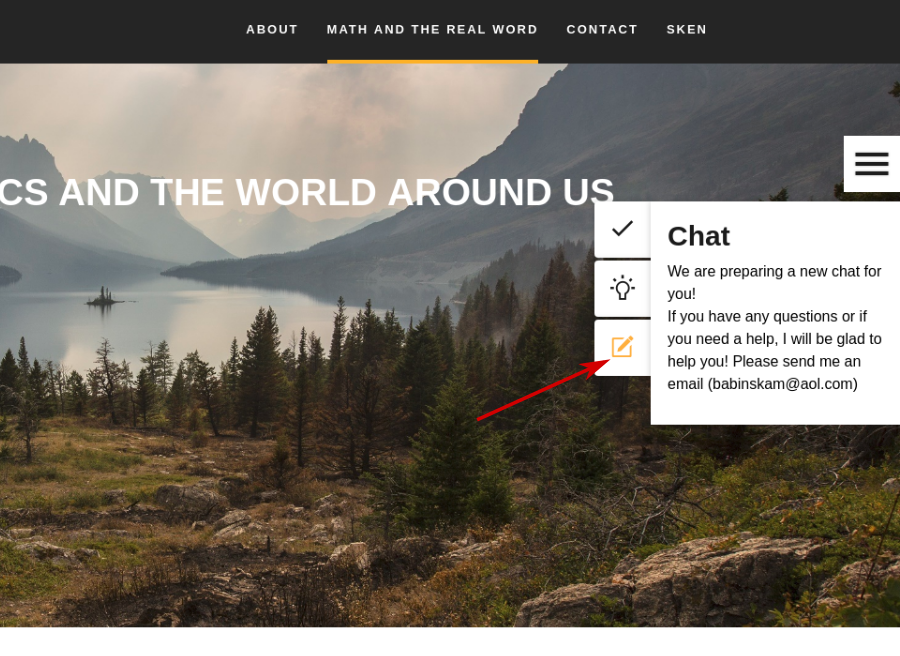 ABOUT MATH AND THE REAL WORD CONTACT SKEN
CS AND THE WORLD AROUND US
Chat
We are preparing a new chat for
you!
If you have any questions or if
you need a help, I will be glad to
help you! Please send me an
email (babinskam@aol.com)